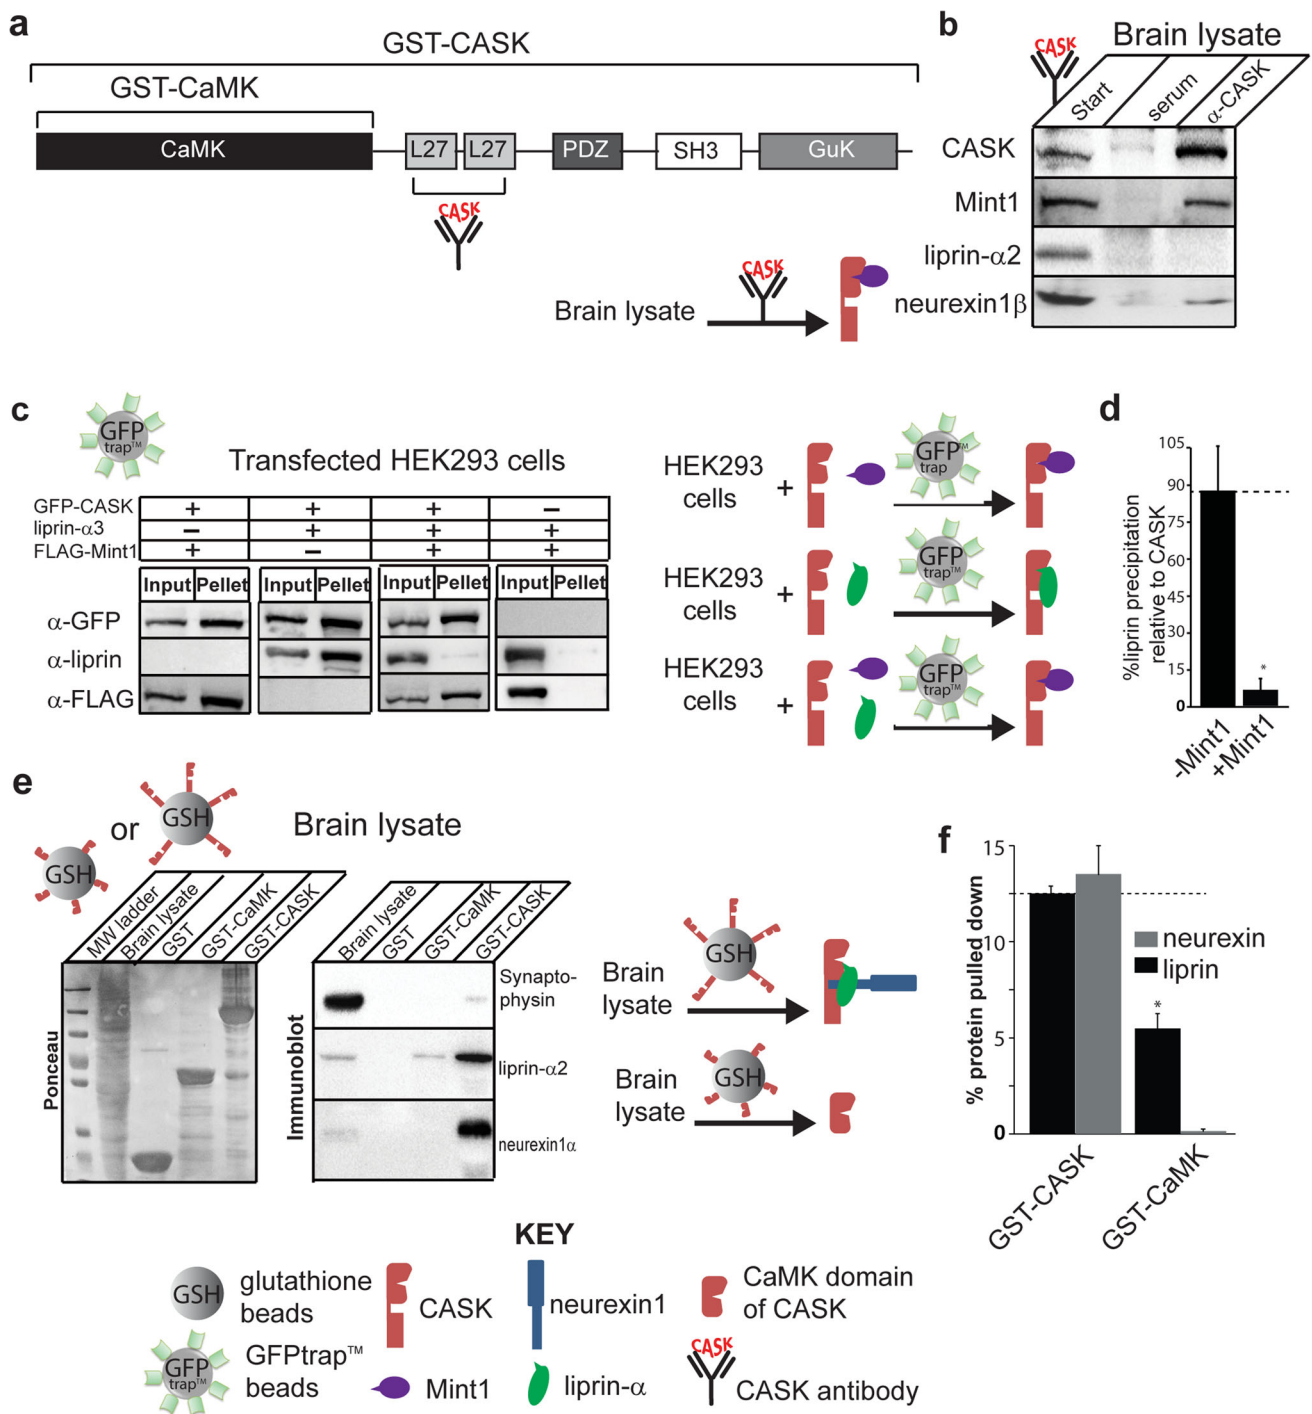 a
GST-CASK
GST-CaMK
CaMK
L27
L27
PDZ
SH3
GuK
CASK
Brain lysate
CASK
b
Brain lysate
CASK
Start
serum
α-CASK
CASK
Mint1
liprin-α2
neurexin1β
c
GFP
trap™
Transfected HEK293 cells
GFP-CASK + + + −
liprin-α3 − + + +
FLAG-Mint1 + − + +
Input Pellet Input Pellet Input Pellet Input Pellet
α-GFP
α-liprin
α-FLAG
HEK293
cells +
GFP
trap™
HEK293
cells +
GFP
trap™
HEK293
cells +
GFP
trap™
d
%liprin precipitation
relative to CASK
105
90
75
60
45
30
15
0
*
-Mint1
+Mint1
e
GSH
or
GSH
Brain lysate
MW ladder
Brain lysate
GST
GST-CaMK
GST-CASK
Ponceau
Brain lysate
GST
GST-CaMK
GST-CASK
Immunoblot
Synapto-
physin
liprin-α2
neurexin1α
Brain
lysate
GSH
Brain
lysate
GSH
f
% protein pulled down
15
10
5
0
neurexin
liprin
*
GST-CASK
GST-CaMK
KEY
GSH
glutathione
beads
CASK
neurexin1
CaMK domain
of CASK
GFP
trap™
GFPtrap™
beads
Mint1
liprin-α
CASK
CASK antibody